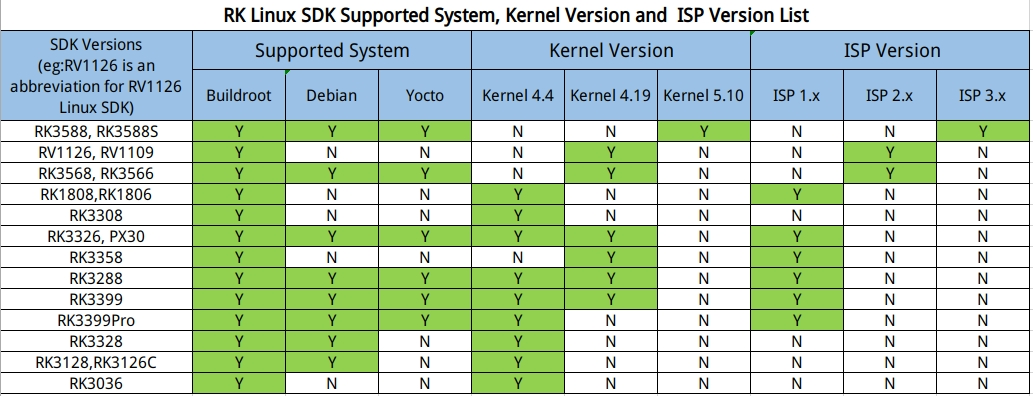 RK Linux SDK Supported System, Kernel Version and ISP Version List
SDK Versions
(eg:RV1126 is an
abbreviation for RV1126
Linux SDK)
Supported System
Kernel Version
ISP Version
Buildroot Debian Yocto Kernel 4.4 Kernel 4.19 Kernel 5.10 ISP 1.x ISP 2.x ISP 3.x
RK3588, RK3588S Y Y Y N N Y N N Y
RV1126, RV1109 Y N N N Y N N Y N
RK3568, RK3566 Y Y Y N Y N N Y N
RK1808,RK1806 Y N N Y N N Y N N
RK3308 Y N N Y N N N N N
RK3326, PX30 Y Y Y Y Y N Y N N
RK3358 Y N N N Y N Y N N
RK3288 Y Y Y Y Y N Y N N
RK3399 Y Y Y Y Y N Y N N
RK3399Pro Y Y Y Y N N Y N N
RK3328 Y Y N Y N N N N N
RK3128,RK3126C Y Y N Y N N N N N
RK3036 Y N N Y N N N N N